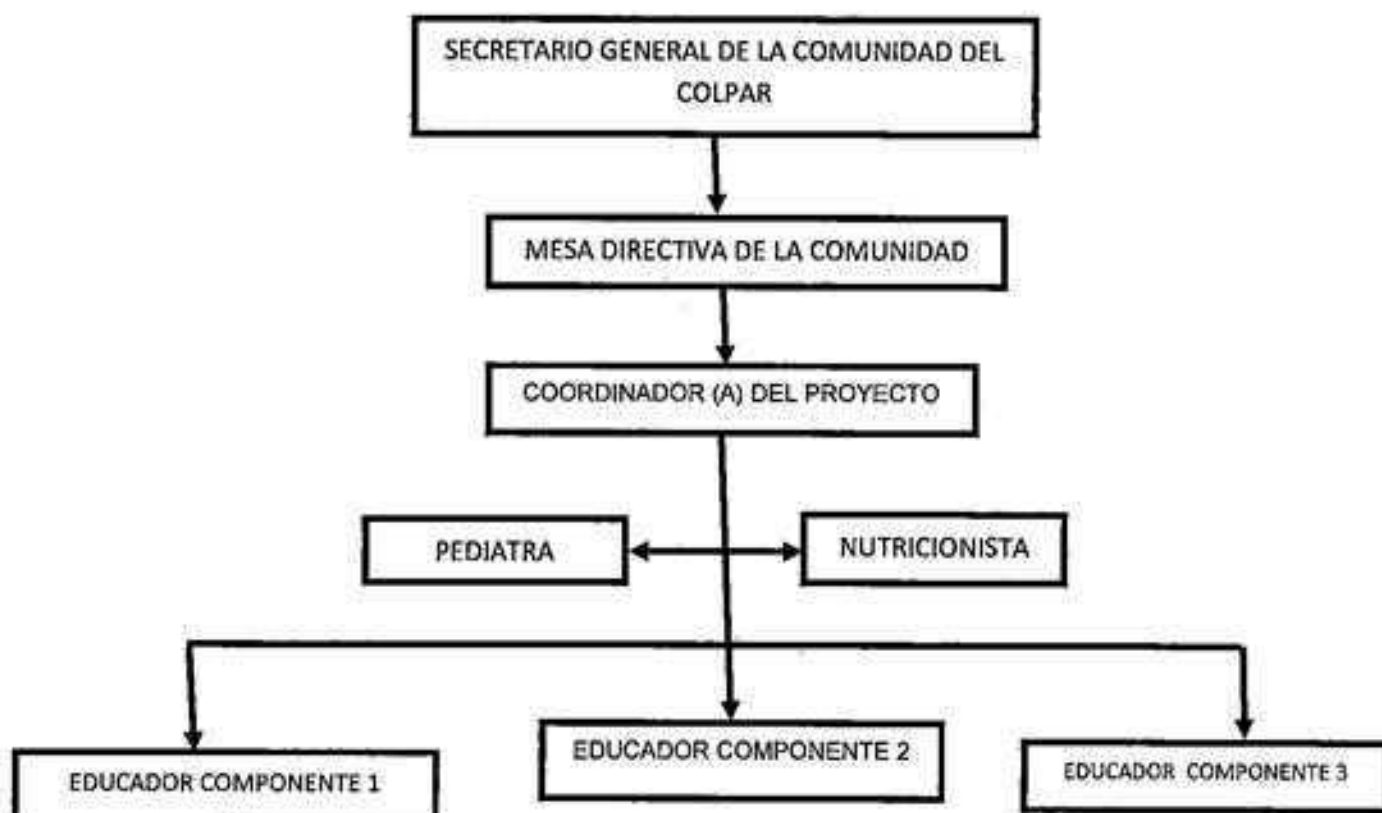 SECRETARIO GENERAL DE LA COMUNIDAD DEL
COLPAR
MESA DIRECTIVA DE LA COMUNIDAD
COORDINADOR (A) DEL PROYECTO
PEDIATRA
NUTRICIONISTA
EDUCADOR COMPONENTE 1
EDUCADOR COMPONENTE 2
EDUCADOR COMPONENTE 3